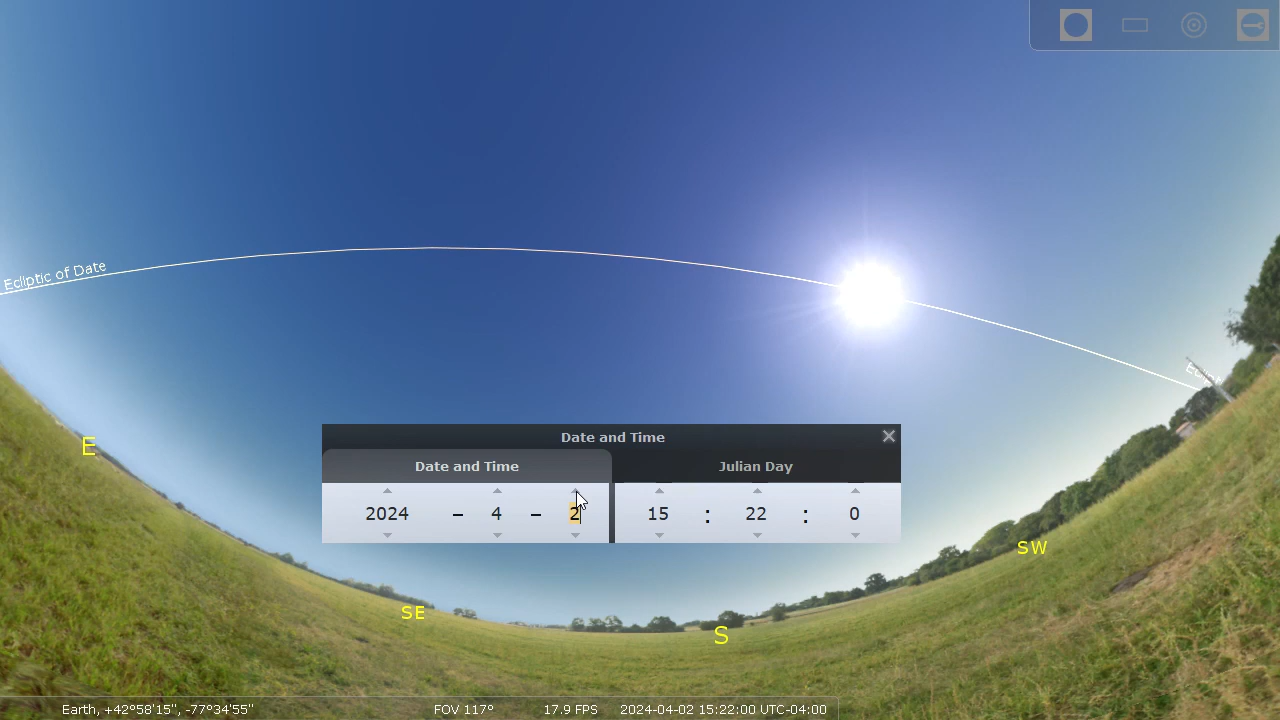 Ecliptic of Date
Date and Time
Date and Time
Julian Day
2024 – 4 – 2
15 : 22 : 0
E
SE
S
SW
Earth, +42°58'15", -77°34'55"
FOV 117°
17.9 FPS
2024-04-02 15:22:00 UTC-04:00